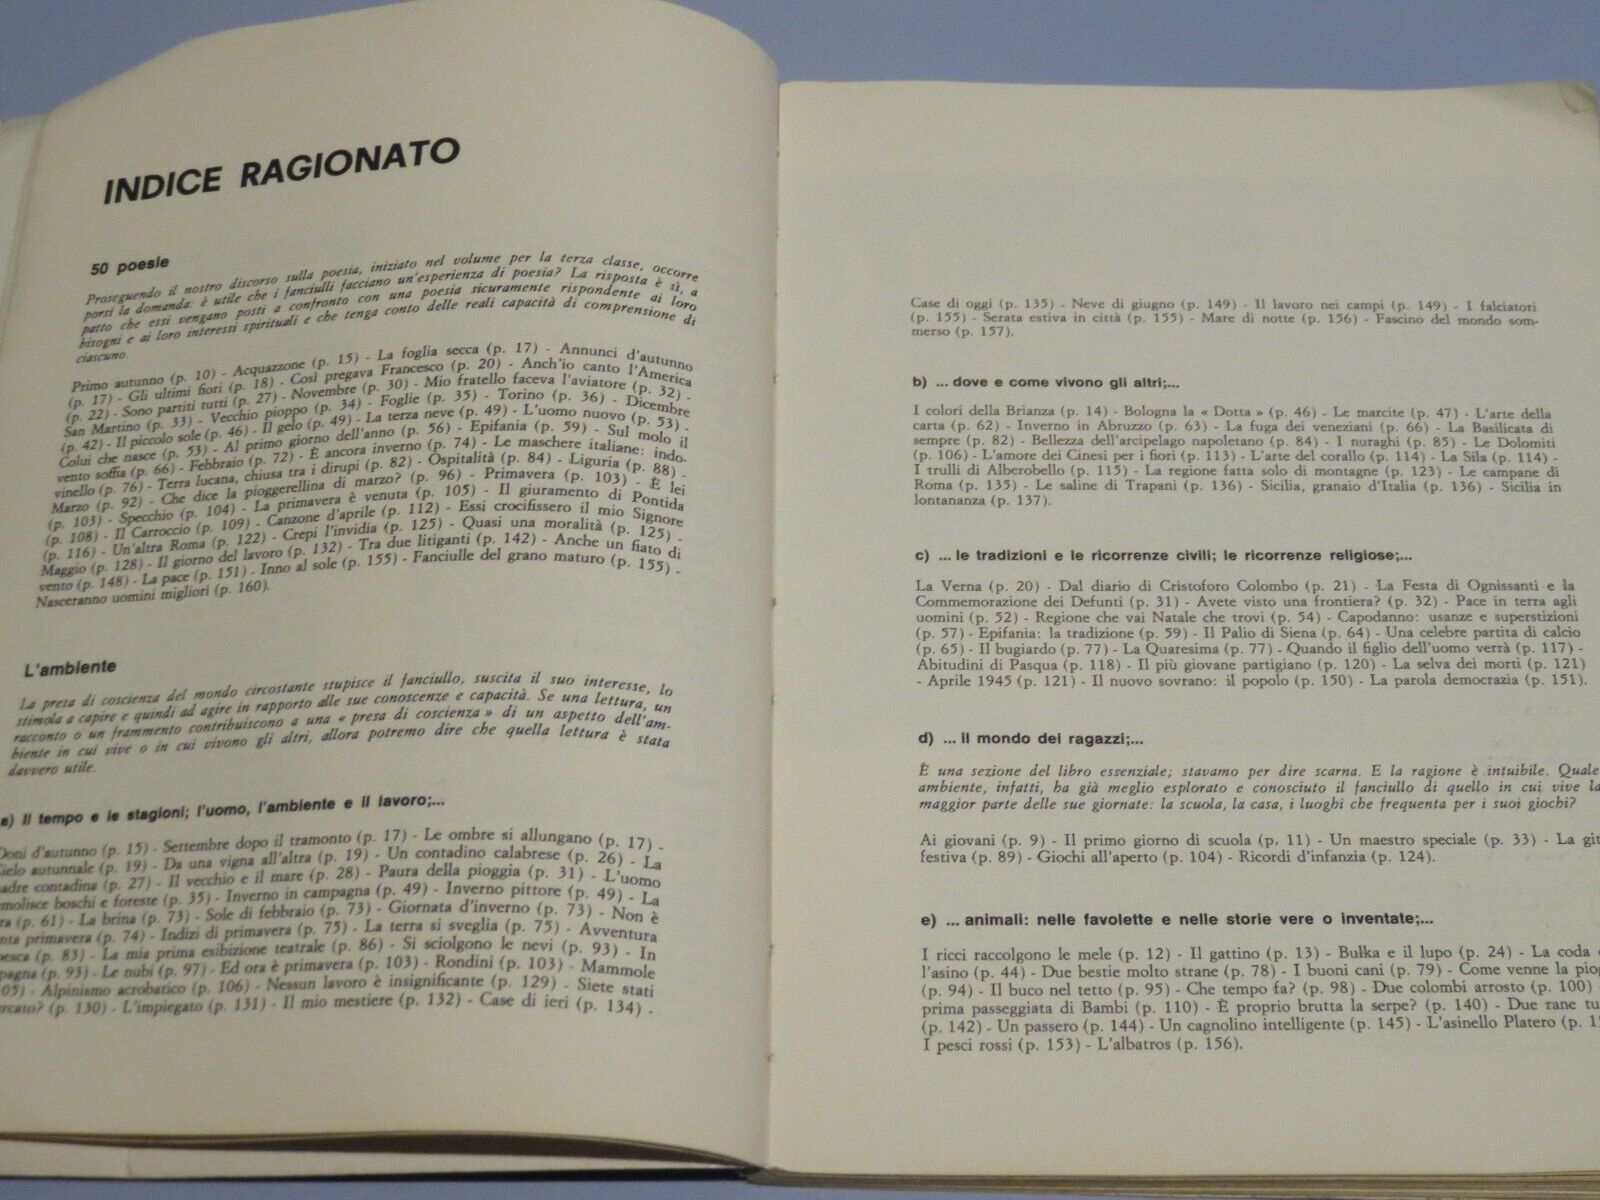 INDICE RAGIONATO
50 poesie
Proseguendo il nostro discorso sulla poesia, iniziato nel volume per la terza classe, occorre
porsi la domanda: è utile che i fanciulli facciano un'esperienza di poesia? La risposta è sì, a
patto che essi vengano posti a confronto con una poesia sicuramente rispondente ai loro
bisogni e ai loro interessi spirituali e che tenga conto delle reali capacità di comprensione di
ciascuno.
Primo autunno (p. 10) - Acquazzone (p. 15) - La foglia secca (p. 17) - Annunci d'autunno
(p. 17) - Gli ultimi fiori (p. 18) - Così pregava Francesco (p. 20) - Anch'io canto l'America
(p. 22) - Sono partiti tutti (p. 27) - Novembre (p. 30) - Mio fratello faceva l'aviatore (p. 32) -
San Martino (p. 33) - Vecchio pioppo (p. 34) - Foglie (p. 35) - Torino (p. 36) - Dicembre
(p. 42) - Il piccolo sole (p. 46) - Il gelo (p. 49) - La terza neve (p. 49) - L'uomo nuovo (p. 53) -
Colui che nasce (p. 53) - Al primo giorno dell'anno (p. 56) - Epifania (p. 59) - Sul molo il
vento soffia (p. 66) - Febbraio (p. 72) - È ancora inverno (p. 74) - Le maschere italiane: indo-
vinello (p. 76) - Terra lucana, chiusa tra i dirupi (p. 82) - Ospitalità (p. 84) - Liguria (p. 88) -
Marzo (p. 92) - Che dice la pioggerellina di marzo? (p. 96) - Primavera (p. 103) - È lei
(p. 103) - Specchio (p. 104) - La primavera è venuta (p. 105) - Il giuramento di Pontida
(p. 108) - Il Carroccio (p. 109) - Canzone d'aprile (p. 112) - Essi crocifissero il mio Signore
(p. 116) - Un'altra Roma (p. 122) - Crepi l'invidia (p. 125) - Quasi una moralità (p. 125) -
Maggio (p. 128) - Il giorno del lavoro (p. 132) - Tra due litiganti (p. 142) - Anche un fiato di
vento (p. 148) - La pace (p. 151) - Inno al sole (p. 155) - Fanciulle del grano maturo (p. 155) -
Nasceranno uomini migliori (p. 160).
L'ambiente
La presa di coscienza del mondo circostante stupisce il fanciullo, suscita il suo interesse, lo
stimola a capire e quindi ad agire in rapporto alle sue conoscenze e capacità. Se una lettura, un
racconto o un frammento contribuiscono a una « presa di coscienza » di un aspetto dell'am-
biente in cui vive o in cui vivono gli altri, allora potremo dire che quella lettura è stata
davvero utile.
a) Il tempo e le stagioni; l'uomo, l'ambiente e il lavoro;...
Doni d'autunno (p. 15) - Settembre dopo il tramonto (p. 17) - Le ombre si allungano (p. 17) -
Cielo autunnale (p. 19) - Da una vigna all'altra (p. 19) - Un contadino calabrese (p. 26) - La
madre contadina (p. 27) - Il vecchio e il mare (p. 28) - Paura della pioggia (p. 31) - L'uomo
demolisce boschi e foreste (p. 35) - Inverno in campagna (p. 49) - Inverno pittore (p. 49) - La
ra (p. 61) - La brina (p. 73) - Sole di febbraio (p. 73) - Giornata d'inverno (p. 73) - Non è
nta primavera (p. 74) - Indizi di primavera (p. 75) - La terra si sveglia (p. 75) - Avventura
esca (p. 83) - La mia prima esibizione teatrale (p. 86) - Si sciolgono le nevi (p. 93) - In
pagna (p. 93) - Le nubi (p. 97) - Ed ora è primavera (p. 103) - Rondini (p. 103) - Mammole
05) - Alpinismo acrobatico (p. 106) - Nessun lavoro è insignificante (p. 129) - Siete stati
ercato? (p. 130) - L'impiegato (p. 131) - Il mio mestiere (p. 132) - Case di ieri (p. 134) -
Case di oggi (p. 135) - Neve di giugno (p. 149) - Il lavoro nei campi (p. 149) - I falciatori
(p. 155) - Serata estiva in città (p. 155) - Mare di notte (p. 156) - Fascino del mondo som-
merso (p. 157).
b) ... dove e come vivono gli altri;...
I colori della Brianza (p. 14) - Bologna la « Dotta » (p. 46) - Le marcite (p. 47) - L'arte della
carta (p. 62) - Inverno in Abruzzo (p. 63) - La fuga dei veneziani (p. 66) - La Basilicata di
sempre (p. 82) - Bellezza dell'arcipelago napoletano (p. 84) - I nuraghi (p. 85) - Le Dolomiti
(p. 106) - L'amore dei Cinesi per i fiori (p. 113) - L'arte del corallo (p. 114) - La Sila (p. 114) -
I trulli di Alberobello (p. 115) - La regione fatta solo di montagne (p. 123) - Le campane di
Roma (p. 135) - Le saline di Trapani (p. 136) - Sicilia, granaio d'Italia (p. 136) - Sicilia in
lontananza (p. 137).
c) ... le tradizioni e le ricorrenze civili; le ricorrenze religiose;...
La Verna (p. 20) - Dal diario di Cristoforo Colombo (p. 21) - La Festa di Ognissanti e la
Commemorazione dei Defunti (p. 31) - Avete visto una frontiera? (p. 32) - Pace in terra agli
uomini (p. 52) - Regione che vai Natale che trovi (p. 54) - Capodanno: usanze e superstizioni
(p. 57) - Epifania: la tradizione (p. 59) - Il Palio di Siena (p. 64) - Una celebre partita di calcio
(p. 65) - Il bugiardo (p. 77) - La Quaresima (p. 77) - Quando il figlio dell'uomo verrà (p. 117) -
Abitudini di Pasqua (p. 118) - Il più giovane partigiano (p. 120) - La selva dei morti (p. 121)
- Aprile 1945 (p. 121) - Il nuovo sovrano: il popolo (p. 150) - La parola democrazia (p. 151).
d) ... il mondo dei ragazzi;...
È una sezione del libro essenziale; stavamo per dire scarna. E la ragione è intuibile. Quale
ambiente, infatti, ha già meglio esplorato e conosciuto il fanciullo di quello in cui vive la
maggior parte delle sue giornate: la scuola, la casa, i luoghi che frequenta per i suoi giochi?
Ai giovani (p. 9) - Il primo giorno di scuola (p. 11) - Un maestro speciale (p. 33) - La git
festiva (p. 89) - Giochi all'aperto (p. 104) - Ricordi d'infanzia (p. 124).
e) ... animali: nelle favolette e nelle storie vere o inventate;...
I ricci raccolgono le mele (p. 12) - Il gattino (p. 13) - Bulka e il lupo (p. 24) - La coda
l'asino (p. 44) - Due bestie molto strane (p. 78) - I buoni cani (p. 79) - Come venne la piog
(p. 94) - Il buco nel tetto (p. 95) - Che tempo fa? (p. 98) - Due colombi arrosto (p. 100)
prima passeggiata di Bambi (p. 110) - È proprio brutta la serpe? (p. 140) - Due rane tu
(p. 142) - Un passero (p. 144) - Un cagnolino intelligente (p. 145) - L'asinello Platero (p. 1
I pesci rossi (p. 153) - L'albatros (p. 156).